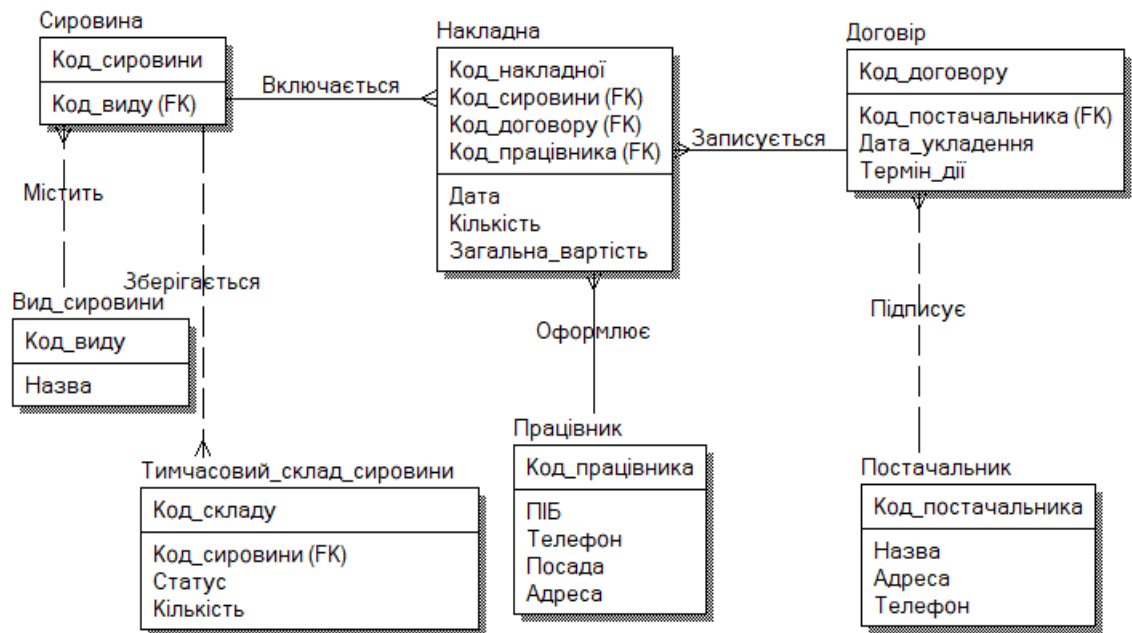 Сировина
Код_сировини
Код_виду (FK)
Включається
Накладна
Код_накладної
Код_сировини (FK)
Код_договору (FK)
Код_працівника (FK)
Дата
Кількість
Загальна_вартість
Записується
Договір
Код_договору
Код_постачальника (FK)
Дата_укладення
Термін_дії
Містить
Зберігається
Оформлює
Підписує
Вид_сировини
Код_виду
Назва
Тимчасовий_склад_сировини
Код_складу
Код_сировини (FK)
Статус
Кількість
Працівник
Код_працівника
ПІБ
Телефон
Посада
Адреса
Постачальник
Код_постачальника
Назва
Адреса
Телефон